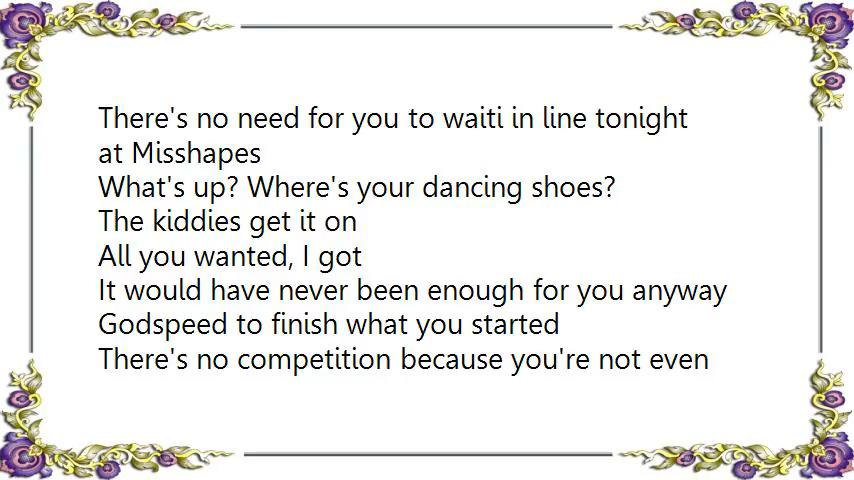 There's no need for you to waiti in line tonight
at Misshapes
What's up? Where's your dancing shoes?
The kiddies get it on
All you wanted, I got
It would have never been enough for you anyway
Godspeed to finish what you started
There's no competition because you're not even